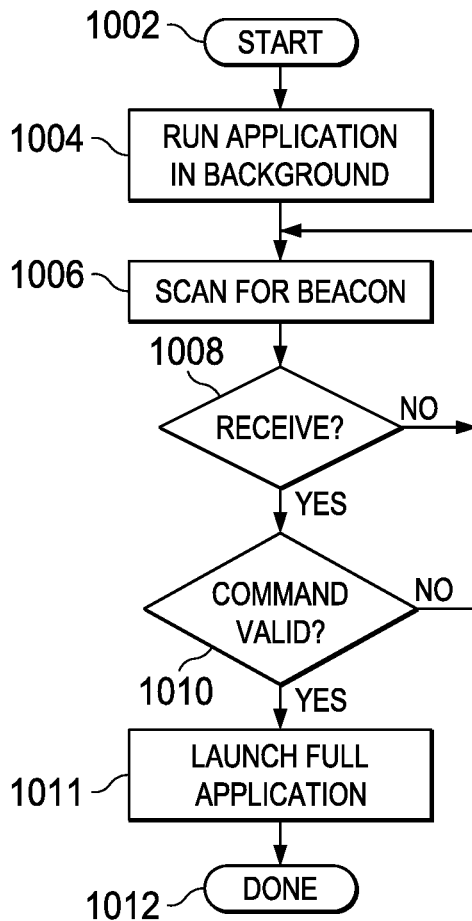 1002
START
1004
RUN APPLICATION
IN BACKGROUND
1006
SCAN FOR BEACON
1008
RECEIVE?
NO
YES
COMMAND
VALID?
NO
1010
YES
1011
LAUNCH FULL
APPLICATION
1012
DONE